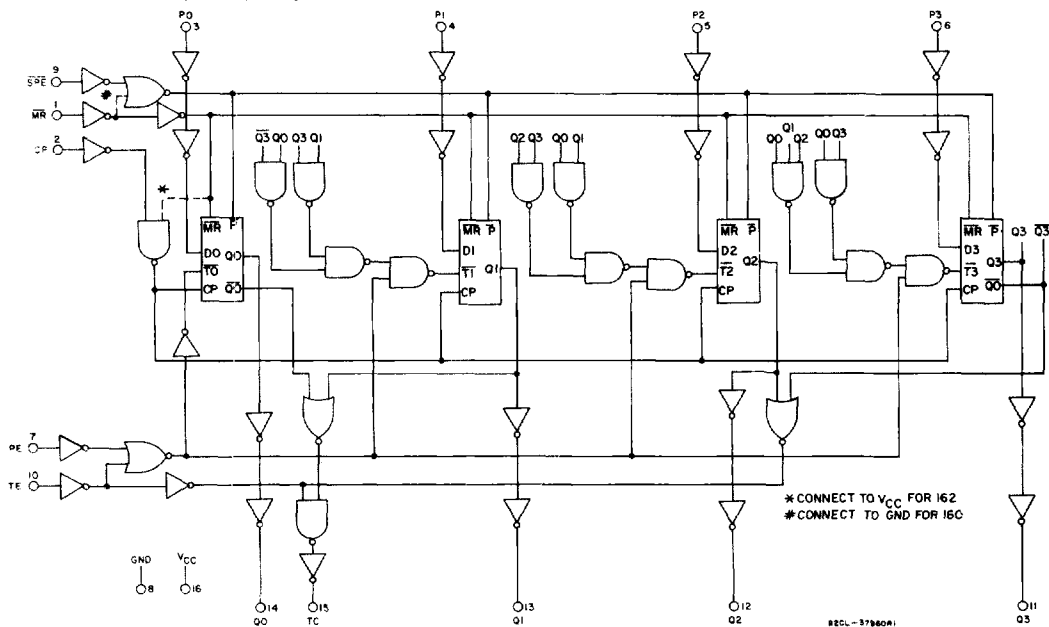 P0
3
P1
4
P2
5
P3
6
9
SPE
#
1
MR
2
CP
*
Q3 Q0 Q3 Q1
Q2 Q3 Q0 Q1
Q0 Q1 Q2 Q0 Q3
MR P
D0 Q0
T0
CP Q0
MR P
D1
T1 Q1
CP
MR P
D2
T2 Q2
CP
MR P
D3
T3 Q3
CP Q0
Q3 Q3
7
PE
10
TE
* CONNECT TO VCC FOR 162
# CONNECT TO GND FOR 160
GND
8
VCC
16
14
Q0
15
TC
13
Q1
12
Q2
11
Q3
92CL-37960R1